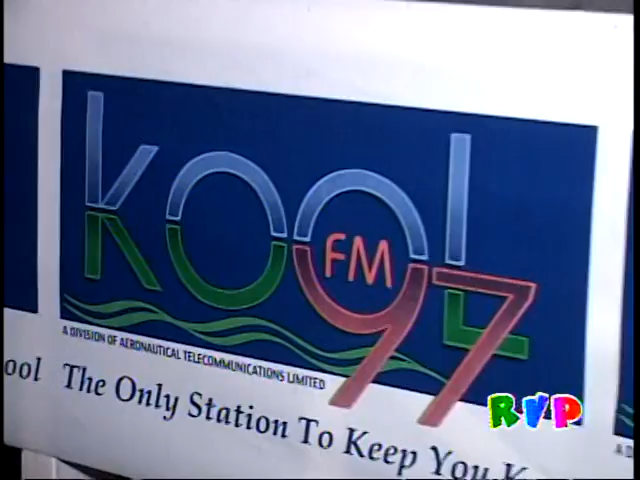 KOOL
FM
97
A DIVISION OF AERONAUTICAL TELECOMMUNICATIONS LIMITED
ool The Only Station To Keep You K
RVP